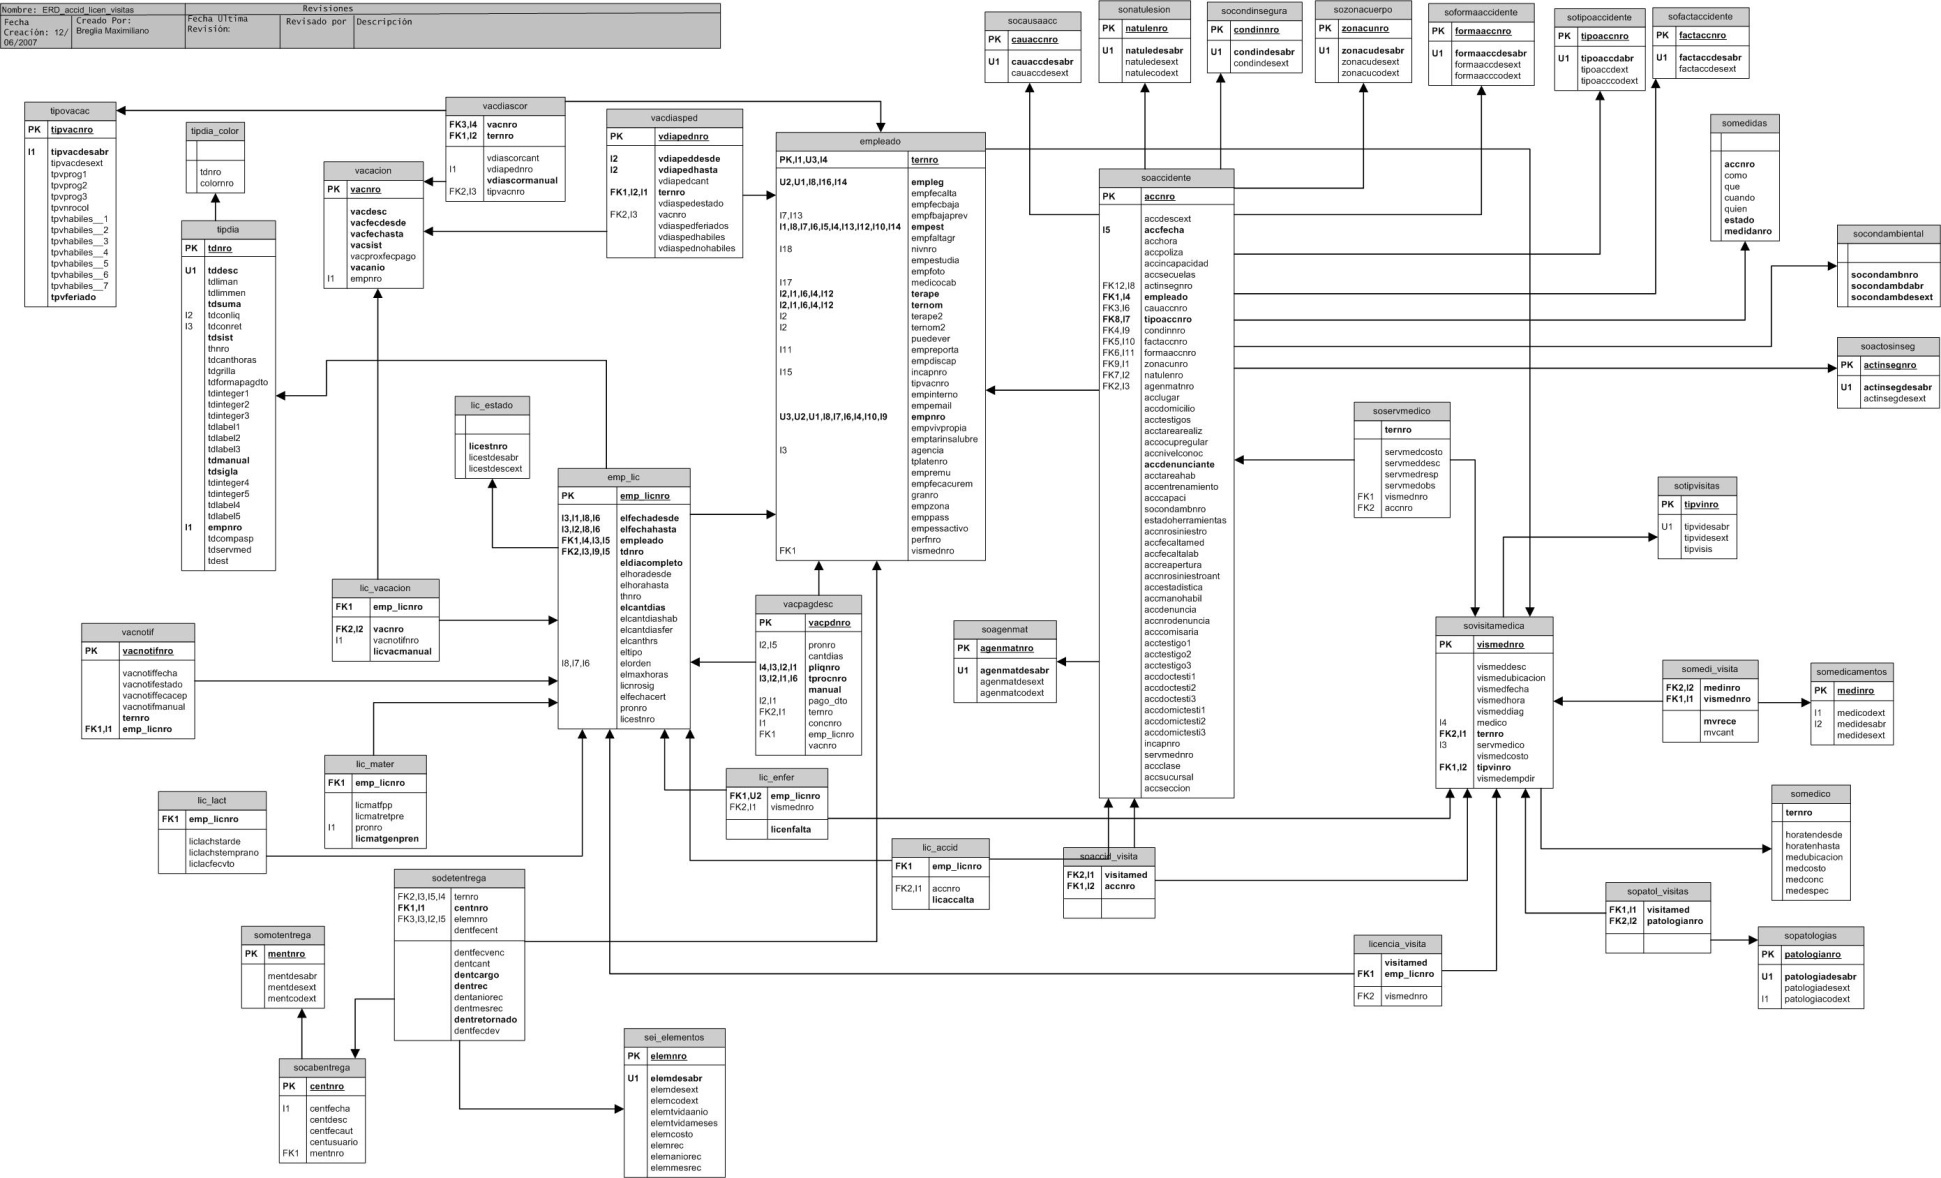 Nombre: ERD_accid_licen_visitas
Revisiones
Fecha Creación: 12/
06/2007
Creado Por:
Breglia Maximiliano
Fecha Ultima
Revisión:
Revisado por
Descripción
socausaacc
PK cauaccnro
U1 cauaccdesabr
cauaccdesext
sonatulesion
PK natulenro
U1 natuledesabr
natuledesext
natulecodext
socondinsegura
PK condinnro
U1 condindesabr
condindesext
sozonacuerpo
PK zonacunro
U1 zonacudesabr
zonacudesext
zonacucodext
soformaaccidente
PK formaaccnro
U1 formaaccdesabr
formaaccdesext
formaacccodext
sotipoaccidente
PK tipoaccnro
U1 tipoaccdabr
tipoaccdext
tipoacccodext
sofactaccidente
PK factaccnro
U1 factaccdesabr
factaccdesext
tipovacac
PK tipvacnro
I1 tipvacdesabr
tipvacdesext
tpvprog1
tpvprog2
tpvprog3
tpvnrocol
tpvhabiles__1
tpvhabiles__2
tpvhabiles__3
tpvhabiles__4
tpvhabiles__5
tpvhabiles__6
tpvhabiles__7
tpvferiado
tipdia_color
tdnro
colornro
vacdiascor
FK3,I4 vacnro
FK1,I2 ternro
vdiascorcant
I1 vdiapednro
vdiascormanual
FK2,I3 tipvacnro
vacdiasped
PK vdiapednro
I2 vdiapeddesde
I2 vdiapedhasta
vdiapedcant
FK1,I2,I1 ternro
vdiaspedestado
FK2,I3 vacnro
vdiaspedferiados
vdiaspedhabiles
vdiaspednohabiles
vacacion
PK vacnro
vacdesc
vacfecdesde
vacfechasta
vacsist
vacproxfecpago
vacanio
I1 empnro
tipdia
PK tdnro
U1 tddesc
tdliman
tdlimmen
tdsuma
I2 tdconliq
I3 tdconret
tdsist
thnro
tdcanthoras
tdgrilla
tdformapagdto
tdinteger1
tdinteger2
tdinteger3
tdlabel1
tdlabel2
tdlabel3
tdmanual
tdsigla
tdinteger4
tdinteger5
tdlabel4
tdlabel5
I1 empnro
tdcompasp
tdservmed
tdest
empleado
PK,I1,U3,I4 ternro
U2,U1,I8,I16,I14 empleg
empfecalta
empfecbaja
I7,I13 empfbajaprev
I1,I8,I7,I6,I5,I4,I13,I12,I10,I14 empest
empfaltagr
I18 nivnro
empestudia
empfoto
I17 medicocab
I2,I1,I6,I4,I12 terape
I2,I1,I6,I4,I12 ternom
I2 terape2
I2 ternom2
puedever
I11 empreporta
empdiscap
I15 incapnro
tipvacnro
empinterno
empemail
U3,U2,U1,I8,I7,I6,I4,I10,I9 empnro
empvivpropia
emptarinsalubre
I3 agencia
tplatenro
empremu
empfecacurem
granro
empzona
emppass
empessactivo
perfnro
FK1 vismednro
soaccidente
PK accnro
accdescext
I5 accfecha
acchora
accpoliza
accincapacidad
accsecuelas
FK12,I8 actinsegnro
FK1,I4 empleado
FK3,I6 cauaccnro
FK8,I7 tipoaccnro
FK4,I9 condinnro
FK5,I10 factaccnro
FK6,I11 formaaccnro
FK9,I1 zonacunro
FK7,I2 natulenro
FK2,I3 agenmatnro
acclugar
accdomicilio
acctestigos
acctarearealiz
accocupregular
accnivelconoc
accdenunciante
acctareahab
accentrenamiento
acccapaci
socondambnro
estadoherramientas
accnrosiniestro
accfecaltamed
accfecaltalab
accreapertura
accnrosiniestroant
accestadistica
accmanohabil
accdenuncia
accnrodenuncia
acccomisaria
acctestigo1
acctestigo2
acctestigo3
accdoctesti1
accdoctesti2
accdoctesti3
accdomictesti1
accdomictesti2
accdomictesti3
incapnro
servmednro
accclase
accsucursal
accseccion
somedidas
accnro
como
que
cuando
quien
estado
medidanro
socondambiental
socondambnro
socondambdabr
socondambdesext
soactosinseg
PK actinsegnro
U1 actinsegdesabr
actinsegdesext
lic_estado
licestnro
licestdesabr
licestdescext
emp_lic
PK emp_licnro
I3,I1,I8,I6 elfechadesde
I3,I2,I8,I6 elfechahasta
FK1,I4,I3,I5 empleado
FK2,I3,I9,I5 tdnro
eldiacompleto
elhoradesde
elhorahasta
thnro
elcantdias
elcantdiashab
elcantdiasfer
elcanthrs
eltipo
I8,I7,I6 elorden
elmaxhoras
licnrosig
elfechacert
pronro
licestnro
soservmedico
ternro
servmedcosto
servmeddesc
servmedresp
servmedobs
FK1 vismednro
FK2 accnro
sotipvisitas
PK tipvinro
U1 tipvidesabr
tipvidesext
tipvisis
lic_vacacion
FK1 emp_licnro
FK2,I2 vacnro
I1 vacnotifnro
licvacmanual
vacnotif
PK vacnotifnro
vacnotiffecha
vacnotifestado
vacnotiffecacep
vacnotifmanual
ternro
FK1,I1 emp_licnro
vacpagdesc
PK vacpdnro
I2,I5 pronro
cantdias
I4,I3,I2,I1 pliqnro
I3,I2,I1,I6 tprocnro
manual
I2,I1 pago_dto
FK2,I1 ternro
I1 concnro
FK1 emp_licnro
vacnro
soagenmat
PK agenmatnro
U1 agenmatdesabr
agenmatdesext
agenmatcodext
sovisitamedica
PK vismednro
vismeddesc
vismedubicacion
vismedfecha
vismedhora
vismeddiag
I4 medico
FK2,I1 ternro
I3 servmedico
vismedcosto
FK1,I2 tipvinro
vismedempdir
somedi_visita
FK2,I2 medinro
FK1,I1 vismednro
mvrece
mvcant
somedicamentos
PK medinro
I1 medicodext
I2 medidesabr
medidesext
lic_mater
FK1 emp_licnro
licmatfpp
licmatretpre
I1 pronro
licmatgenpren
lic_lact
FK1 emp_licnro
liclachstarde
liclachstemprano
liclacfecvto
lic_enfer
FK1,U2 emp_licnro
FK2,I1 vismednro
licenfalta
lic_accid
FK1 emp_licnro
FK2,I1 accnro
licaccalta
soaccid_visita
FK2,I1 visitamed
FK1,I2 accnro
somedico
ternro
horatendesde
horatenhasta
medubicacion
medcosto
medconc
medespec
sodetentrega
FK2,I3,I5,I4 ternro
FK1,I1 centnro
FK3,I3,I2,I5 elemnro
dentfecent
dentfecvenc
dentcant
dentcargo
dentrec
dentaniorec
dentmesrec
dentretornado
dentfecdev
sopatol_visitas
FK1,I1 visitamed
FK2,I2 patologianro
sopatologias
PK patologianro
U1 patologiadesabr
patologiadesext
I1 patologiacodext
somotentrega
PK mentnro
mentdesabr
mentdesext
mentcodext
licencia_visita
visitamed
FK1 emp_licnro
FK2 vismednro
socabentrega
PK centnro
I1 centfecha
centdesc
centfecaut
centusuario
FK1 mentnro
sei_elementos
PK elemnro
U1 elemdesabr
elemdesext
elemcodext
elemtvidaanio
elemtvidameses
elemcosto
elemrec
elemaniorec
elemmesrec